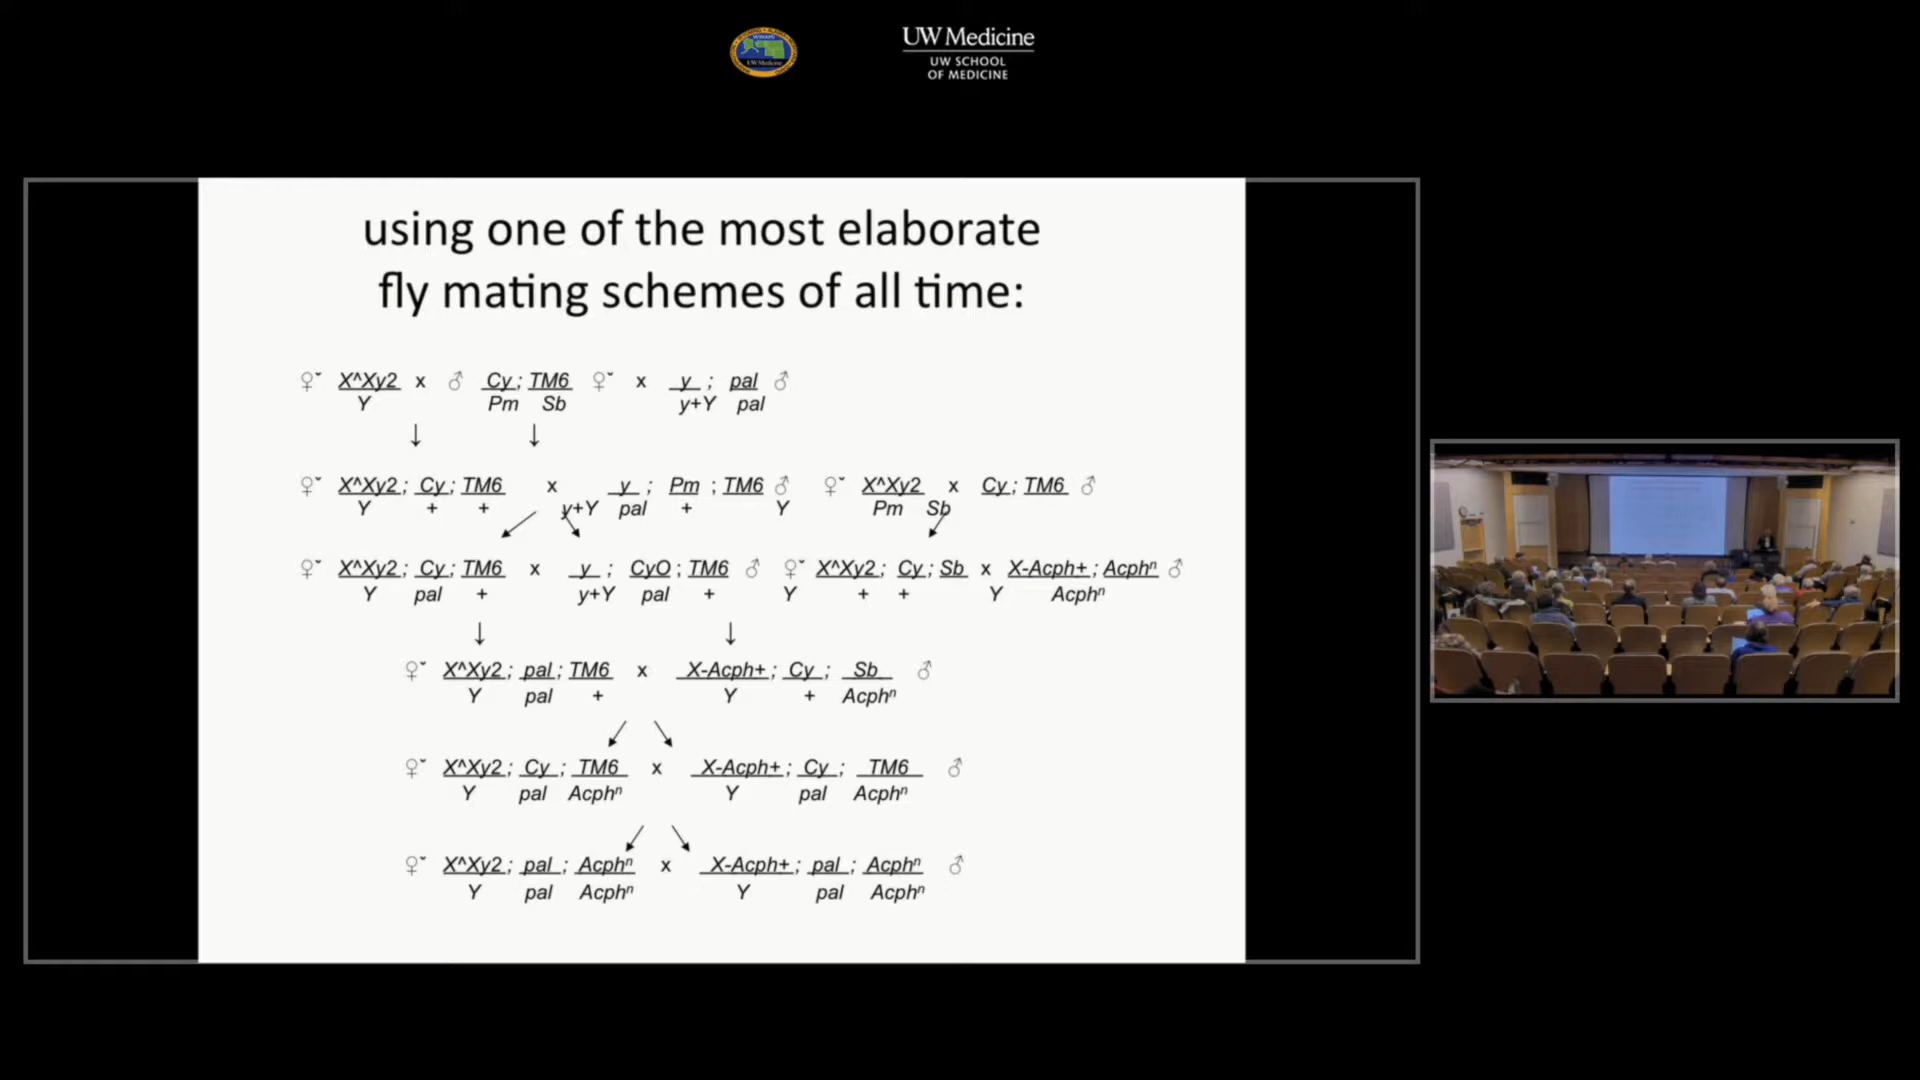 UW Medicine
UW SCHOOL
OF MEDICINE
using one of the most elaborate
fly mating schemes of all time:
♀ˇ X^Xy2 x ♂ Cy ; TM6 ♀ˇ x y ; pal ♂
Y Pm Sb y+Y pal
↓ ↓
♀ˇ X^Xy2 ; Cy ; TM6 x y ; Pm ; TM6 ♂ ♀ˇ X^Xy2 x Cy ; TM6 ♂
Y + + y+Y pal + Y Pm Sb
♀ˇ X^Xy2 ; Cy ; TM6 x y ; CyO ; TM6 ♂ ♀ˇ X^Xy2 ; Cy ; Sb x X-Acph+ ; Acphⁿ ♂
Y pal + y+Y pal + Y + + Y Acphⁿ
↓ ↓
♀ˇ X^Xy2 ; pal ; TM6 x X-Acph+ ; Cy ; Sb ♂
Y pal + Y + Acphⁿ
♀ˇ X^Xy2 ; Cy ; TM6 x X-Acph+ ; Cy ; TM6 ♂
Y pal Acphⁿ Y pal Acphⁿ
♀ˇ X^Xy2 ; pal ; Acphⁿ x X-Acph+ ; pal ; Acphⁿ ♂
Y pal Acphⁿ Y pal Acphⁿ